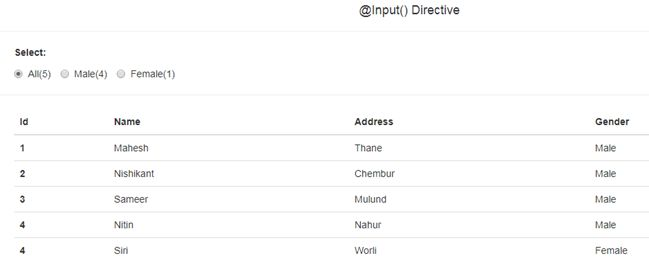 @Input() Directive
Select:
All(5) Male(4) Female(1)
Id Name Address Gender
1 Mahesh Thane Male
2 Nishikant Chembur Male
3 Sameer Mulund Male
4 Nitin Nahur Male
4 Siri Worli Female